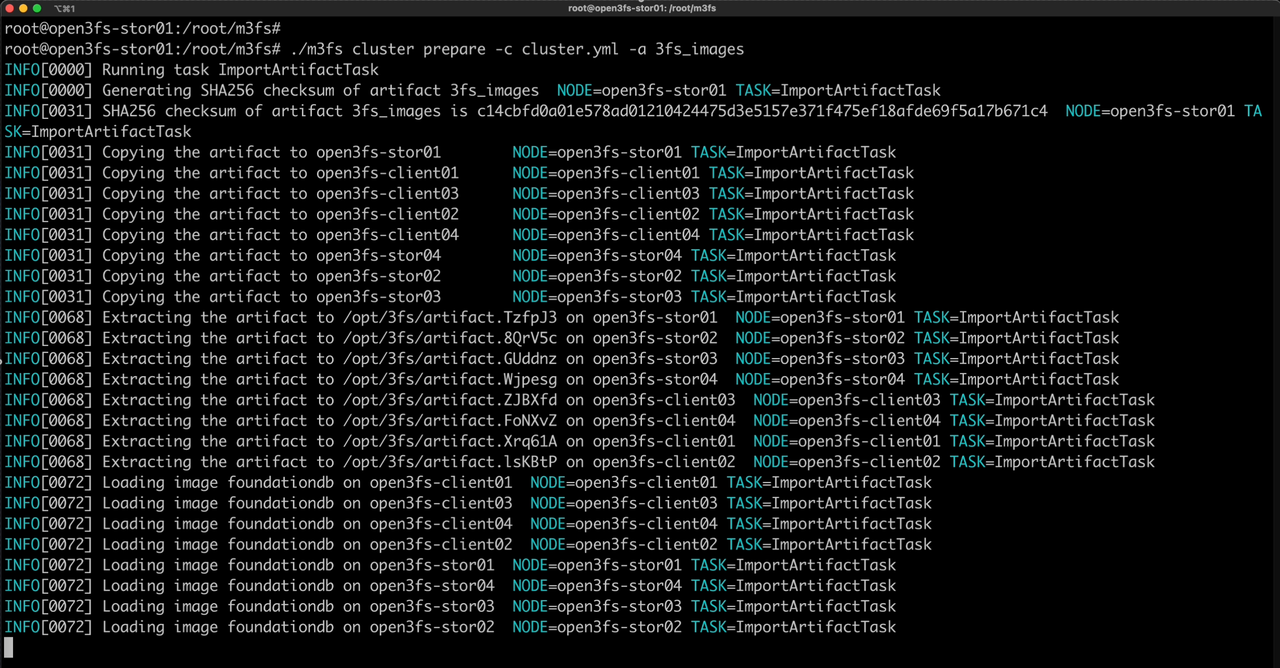 ⌥⌘1
root@open3fs-stor01: /root/m3fs
root@open3fs-stor01:/root/m3fs#
root@open3fs-stor01:/root/m3fs# ./m3fs cluster prepare -c cluster.yml -a 3fs_images
INFO[0000] Running task ImportArtifactTask
INFO[0000] Generating SHA256 checksum of artifact 3fs_images  NODE=open3fs-stor01 TASK=ImportArtifactTask
INFO[0031] SHA256 checksum of artifact 3fs_images is c14cbfd0a01e578ad01210424475d3e5157e371f475ef18afde69f5a17b671c4  NODE=open3fs-stor01 TA
SK=ImportArtifactTask
INFO[0031] Copying the artifact to open3fs-stor01        NODE=open3fs-stor01 TASK=ImportArtifactTask
INFO[0031] Copying the artifact to open3fs-client01      NODE=open3fs-client01 TASK=ImportArtifactTask
INFO[0031] Copying the artifact to open3fs-client03      NODE=open3fs-client03 TASK=ImportArtifactTask
INFO[0031] Copying the artifact to open3fs-client02      NODE=open3fs-client02 TASK=ImportArtifactTask
INFO[0031] Copying the artifact to open3fs-client04      NODE=open3fs-client04 TASK=ImportArtifactTask
INFO[0031] Copying the artifact to open3fs-stor04        NODE=open3fs-stor04 TASK=ImportArtifactTask
INFO[0031] Copying the artifact to open3fs-stor02        NODE=open3fs-stor02 TASK=ImportArtifactTask
INFO[0031] Copying the artifact to open3fs-stor03        NODE=open3fs-stor03 TASK=ImportArtifactTask
INFO[0068] Extracting the artifact to /opt/3fs/artifact.TzfpJ3 on open3fs-stor01  NODE=open3fs-stor01 TASK=ImportArtifactTask
INFO[0068] Extracting the artifact to /opt/3fs/artifact.8QrV5c on open3fs-stor02  NODE=open3fs-stor02 TASK=ImportArtifactTask
INFO[0068] Extracting the artifact to /opt/3fs/artifact.GUddnz on open3fs-stor03  NODE=open3fs-stor03 TASK=ImportArtifactTask
INFO[0068] Extracting the artifact to /opt/3fs/artifact.Wjpesg on open3fs-stor04  NODE=open3fs-stor04 TASK=ImportArtifactTask
INFO[0068] Extracting the artifact to /opt/3fs/artifact.ZJBXfd on open3fs-client03  NODE=open3fs-client03 TASK=ImportArtifactTask
INFO[0068] Extracting the artifact to /opt/3fs/artifact.FoNXvZ on open3fs-client04  NODE=open3fs-client04 TASK=ImportArtifactTask
INFO[0068] Extracting the artifact to /opt/3fs/artifact.Xrq61A on open3fs-client01  NODE=open3fs-client01 TASK=ImportArtifactTask
INFO[0068] Extracting the artifact to /opt/3fs/artifact.lsKBtP on open3fs-client02  NODE=open3fs-client02 TASK=ImportArtifactTask
INFO[0072] Loading image foundationdb on open3fs-client01  NODE=open3fs-client01 TASK=ImportArtifactTask
INFO[0072] Loading image foundationdb on open3fs-client03  NODE=open3fs-client03 TASK=ImportArtifactTask
INFO[0072] Loading image foundationdb on open3fs-client04  NODE=open3fs-client04 TASK=ImportArtifactTask
INFO[0072] Loading image foundationdb on open3fs-client02  NODE=open3fs-client02 TASK=ImportArtifactTask
INFO[0072] Loading image foundationdb on open3fs-stor01  NODE=open3fs-stor01 TASK=ImportArtifactTask
INFO[0072] Loading image foundationdb on open3fs-stor04  NODE=open3fs-stor04 TASK=ImportArtifactTask
INFO[0072] Loading image foundationdb on open3fs-stor03  NODE=open3fs-stor03 TASK=ImportArtifactTask
INFO[0072] Loading image foundationdb on open3fs-stor02  NODE=open3fs-stor02 TASK=ImportArtifactTask